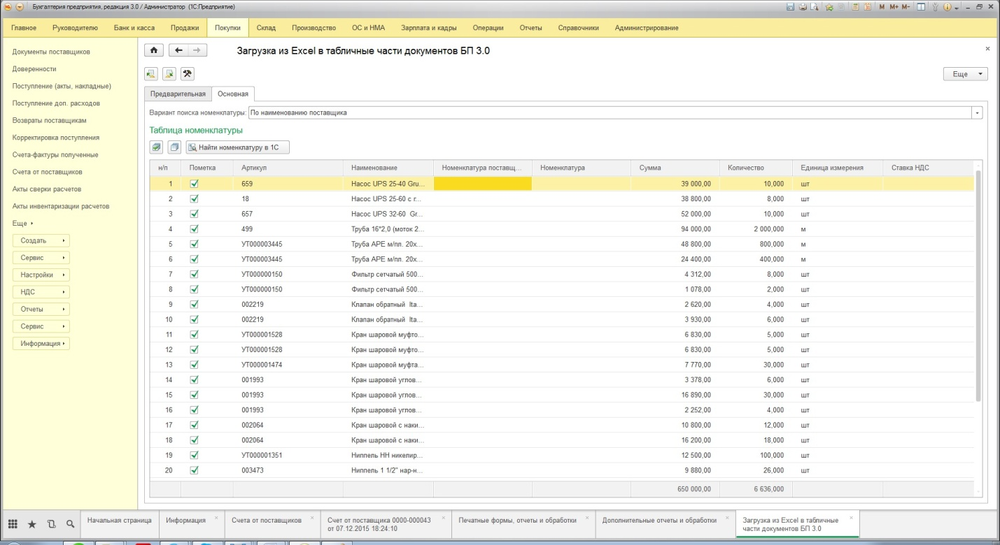 Бухгалтерия предприятия, редакция 3.0 / Администратор (1С:Предприятие)
M M+ M-
Главное Руководителю Банк и касса Продажи Покупки Склад Производство ОС и НМА Зарплата и кадры Операции Отчеты Справочники Администрирование
Документы поставщиков
Доверенности
Поступление (акты, накладные)
Поступление доп. расходов
Возвраты поставщикам
Корректировка поступления
Счета-фактуры полученные
Счета от поставщиков
Акты сверки расчетов
Акты инвентаризации расчетов
Еще
Создать
Сервис
Настройки
НДС
Отчеты
Сервис
Информация
Загрузка из Excel в табличные части документов БП 3.0
Еще
Предварительная Основная
Вариант поиска номенклатуры: По наименованию поставщика
Таблица номенклатуры
Найти номенклатуру в 1С
н/п Пометка Артикул Наименование Номенклатура поставщ... Номенклатура Сумма Количество Единица измерения Ставка НДС
1 659 Насос UPS 25-40 Gru... 39 000,00 10,000 шт
2 18 Насос UPS 25-60 с г... 38 800,00 8,000 шт
3 657 Насос UPS 32-60 Gr... 52 000,00 10,000 шт
4 499 Труба 16*2,0 (моток 2... 94 000,00 2 000,000 м
5 УТ000003445 Труба APE м/пл. 20х... 48 800,00 800,000 м
6 УТ000003445 Труба APE м/пл. 20х... 24 400,00 400,000 м
7 УТ000000150 Фильтр сетчатый 500... 4 312,00 8,000 шт
8 УТ000000150 Фильтр сетчатый 500... 1 078,00 2,000 шт
9 002219 Клапан обратный Ita... 2 620,00 4,000 шт
10 002219 Клапан обратный Ita... 3 930,00 6,000 шт
11 УТ000001528 Кран шаровой муфто... 6 830,00 5,000 шт
12 УТ000001528 Кран шаровой муфто... 6 830,00 5,000 шт
13 УТ000001474 Кран шаровой муфта... 7 770,00 30,000 шт
14 001993 Кран шаровой углов... 3 378,00 6,000 шт
15 001993 Кран шаровой углов... 16 890,00 30,000 шт
16 001993 Кран шаровой углов... 2 252,00 4,000 шт
17 002064 Кран шаровой с наки... 10 800,00 12,000 шт
18 002064 Кран шаровой с наки... 16 200,00 18,000 шт
19 УТ000001351 Ниппель НН никелир... 12 500,00 100,000 шт
20 003473 Ниппель 1 1/2" нар-н... 9 880,00 26,000 шт
650 000,00 6 636,000
Начальная страница Информация Счета от поставщиков Счет от поставщика 0000-000043
от 07.12.2015 18:24:10
Печатные формы, отчеты и обработки Дополнительные отчеты и обработки Загрузка из Excel в табличные
части документов БП 3.0